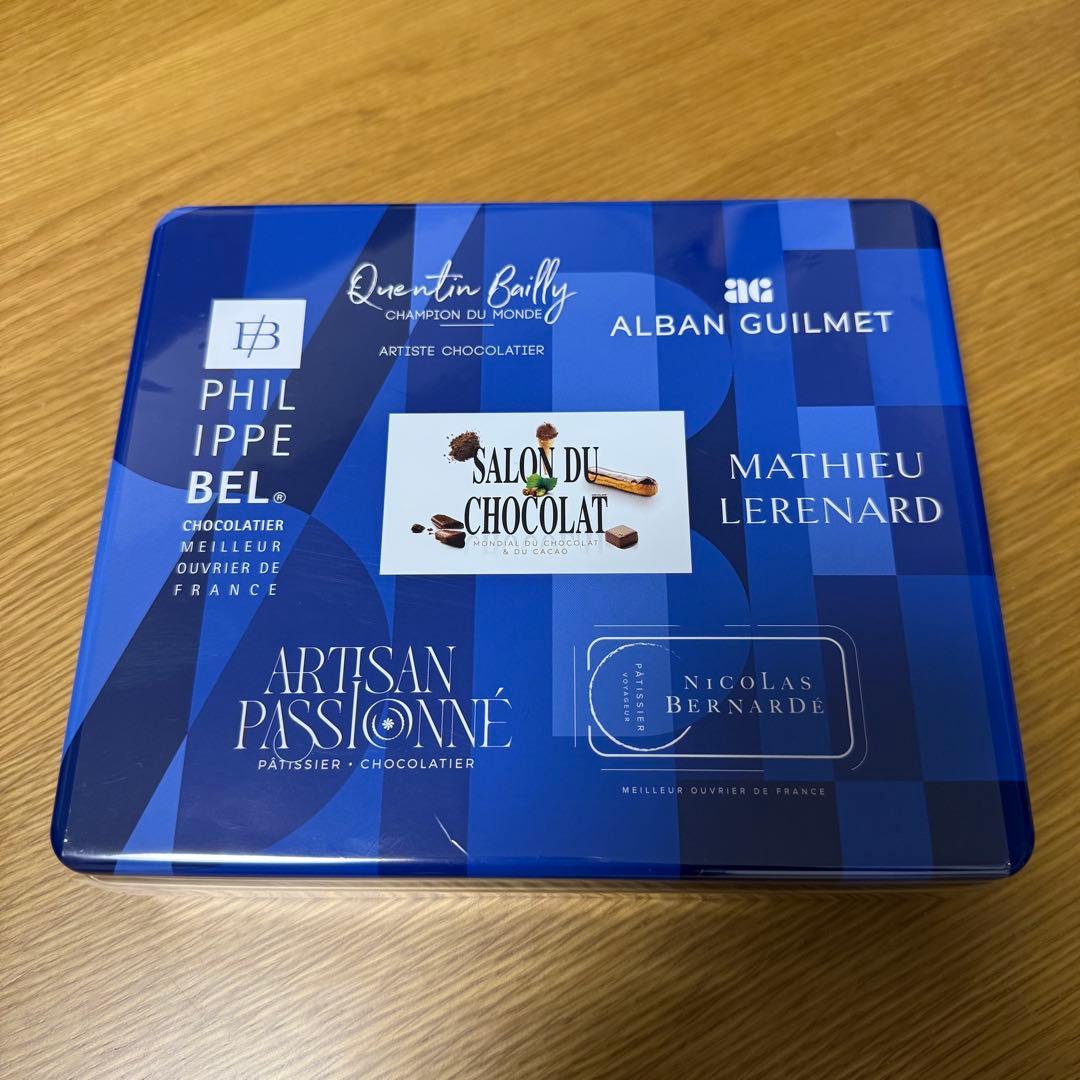 Quentin Bailly
CHAMPION DU MONDE
ARTISTE CHOCOLATIER
ag
ALBAN GUILMET
B
PHIL
IPPE
BEL®
CHOCOLATIER
MEILLEUR
OUVRIER DE
FRANCE
SALON DU
CHOCOLAT
MONDIAL DU CHOCOLAT
& DU CACAO
MATHIEU
LERENARD
ARTISAN
PASSIONNÉ
PÂTISSIER • CHOCOLATIER
PÂTISSIER
VOYAGEUR
NICOLAS
BERNARDÉ
MEILLEUR OUVRIER DE FRANCE